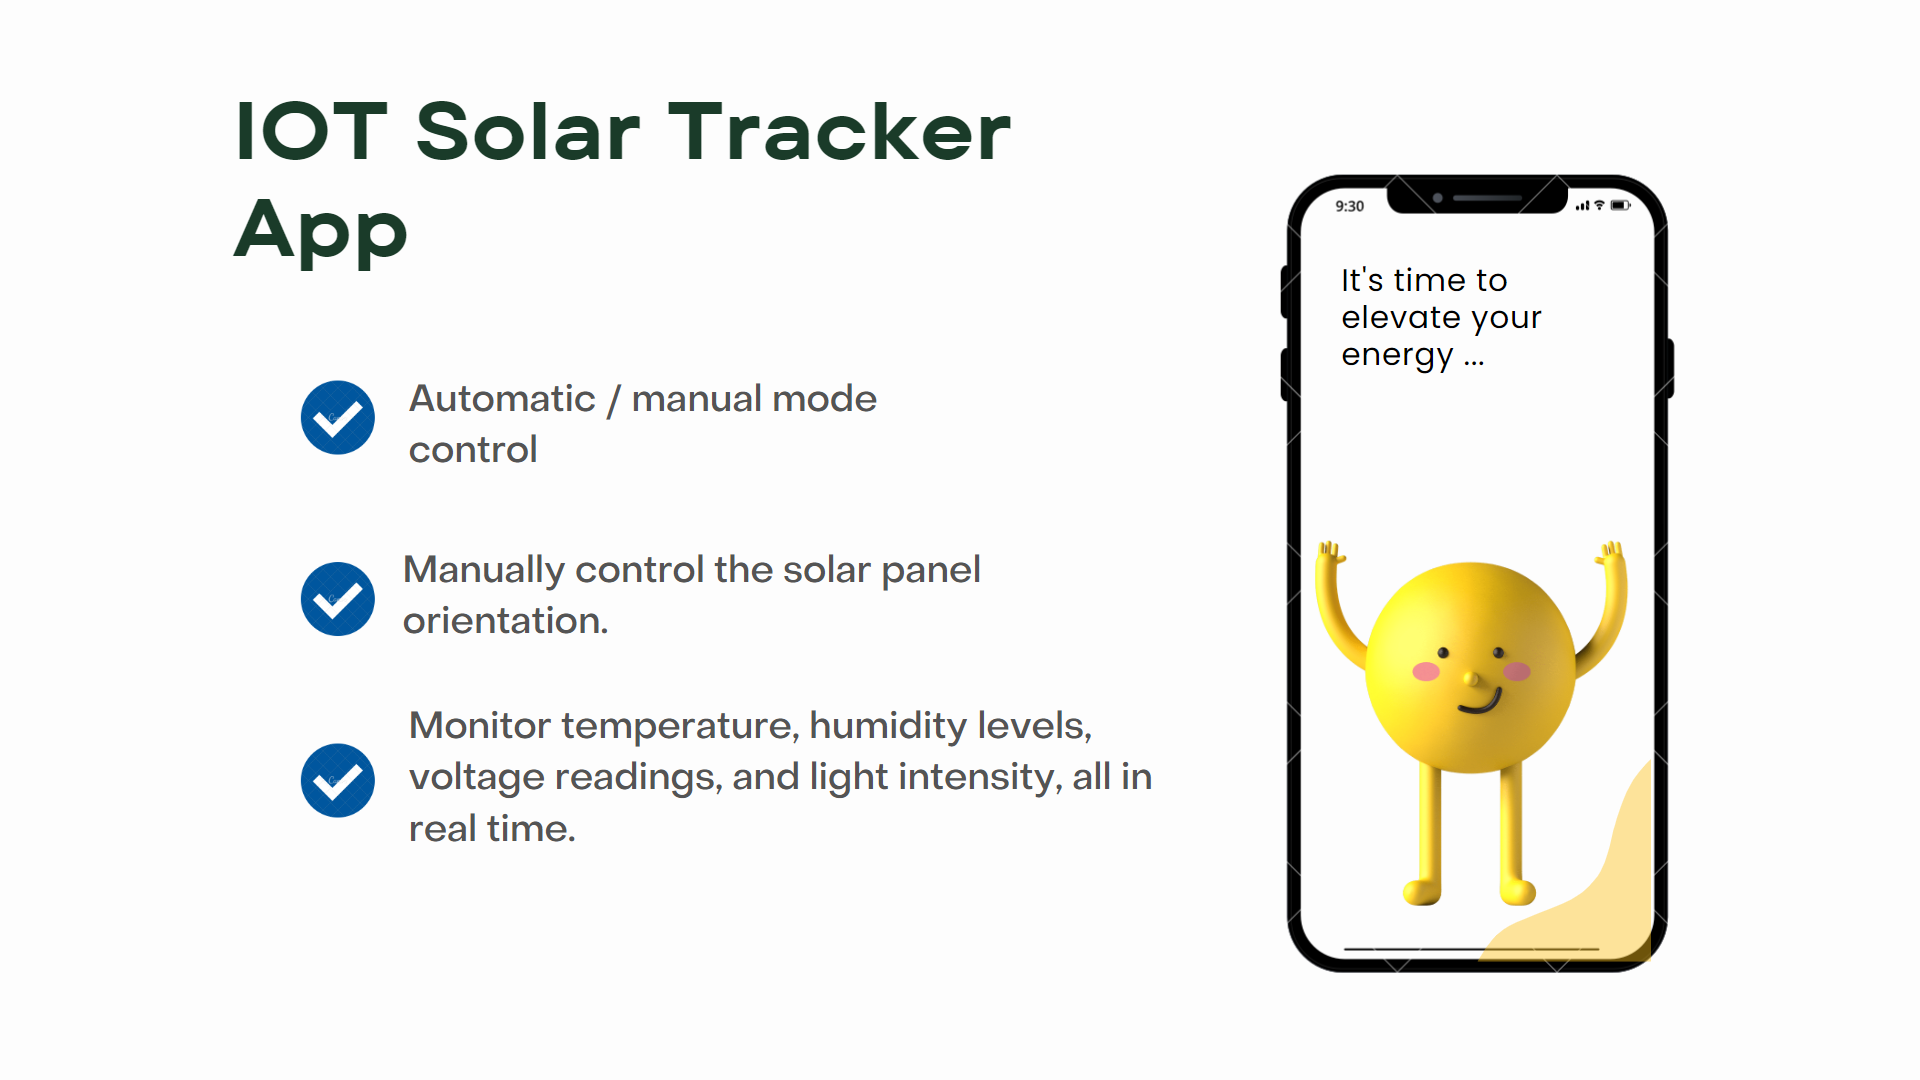 IOT Solar Tracker
App
Automatic / manual mode
control
Manually control the solar panel
orientation.
Monitor temperature, humidity levels,
voltage readings, and light intensity, all in
real time.
9:30
It's time to
elevate your
energy ...